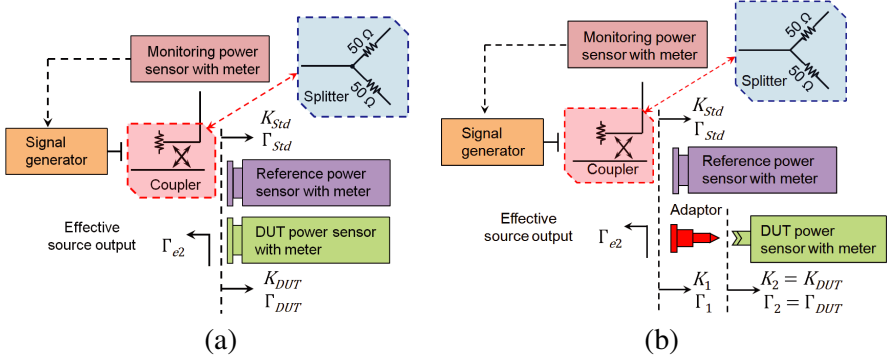 Monitoring power
sensor with meter
50 Ω
50 Ω
Splitter
Signal
generator
Coupler
K_Std
Γ_Std
Reference power
sensor with meter
DUT power sensor
with meter
Effective
source output
Γ_e2
K_DUT
Γ_DUT
(a)
Monitoring power
sensor with meter
50 Ω
50 Ω
Splitter
Signal
generator
Coupler
K_Std
Γ_Std
Reference power
sensor with meter
Adaptor
DUT power
sensor with meter
Effective
source output
Γ_e2
K_1
Γ_1
K_2 = K_DUT
Γ_2 = Γ_DUT
(b)